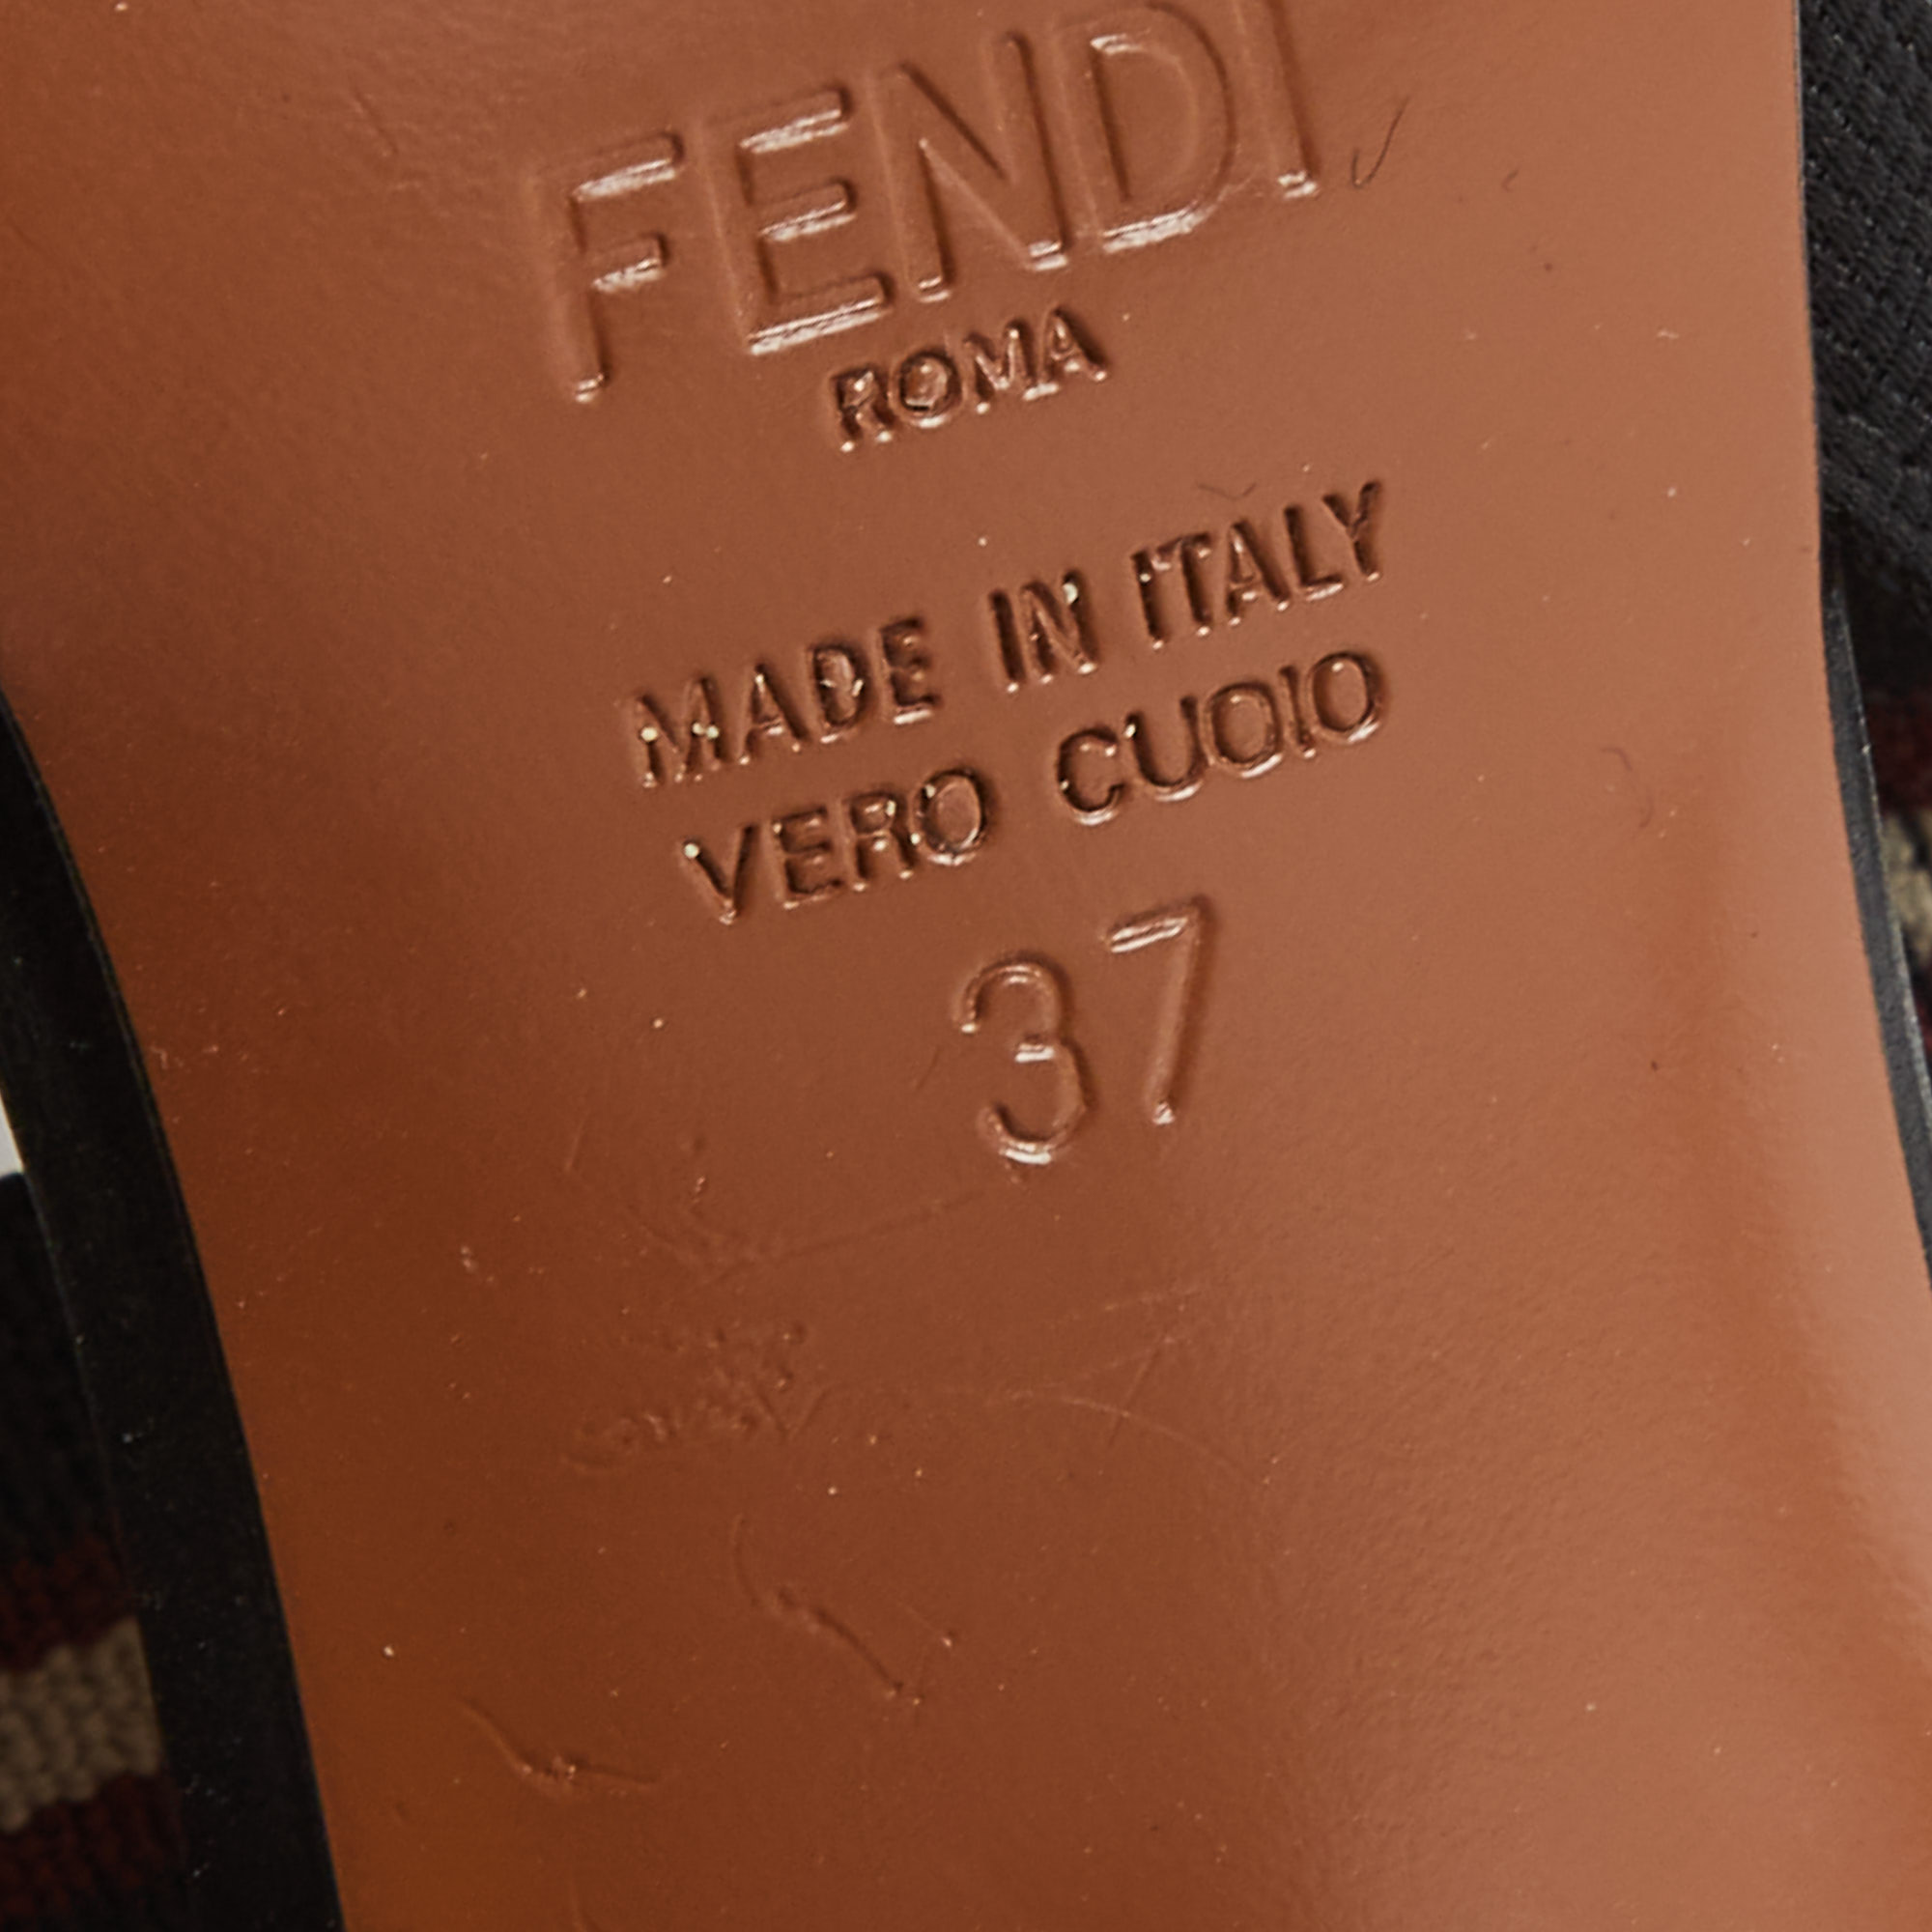 FENDI
ROMA
MADE IN ITALY
VERO CUOIO
37